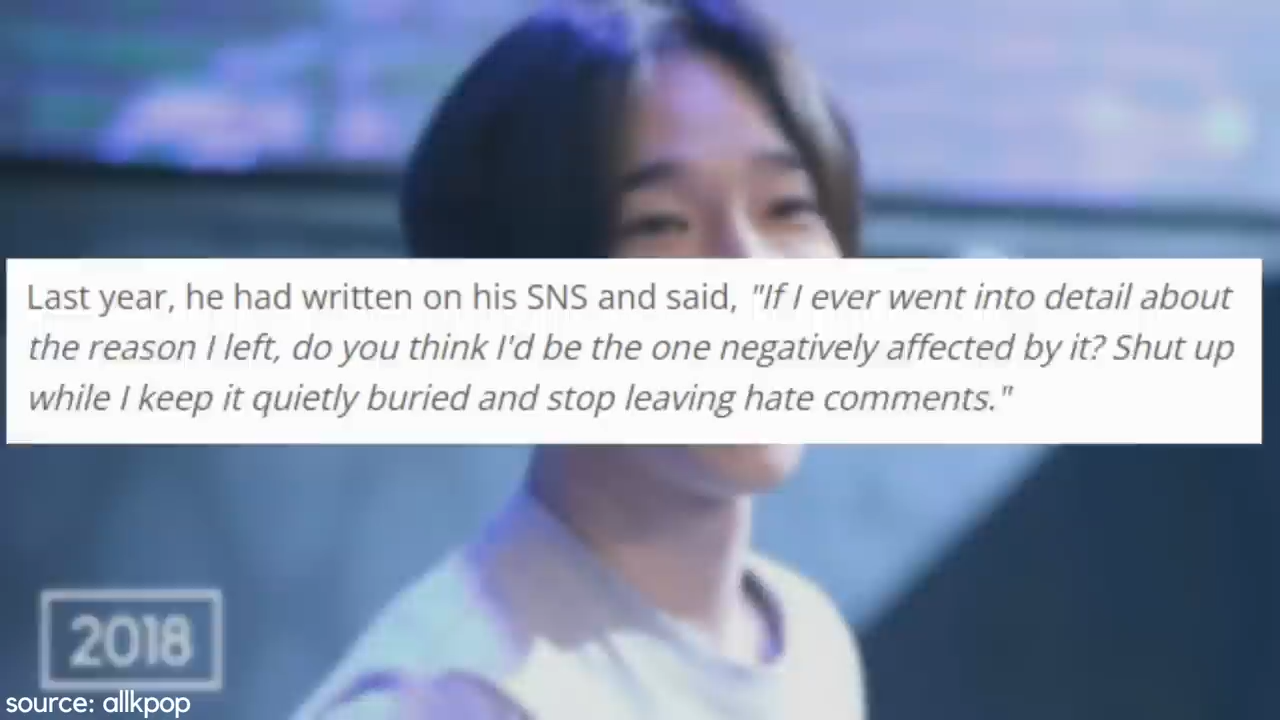 Last year, he had written on his SNS and said, "If I ever went into detail about
the reason I left, do you think I'd be the one negatively affected by it? Shut up
while I keep it quietly buried and stop leaving hate comments."
2018
source: allkpop